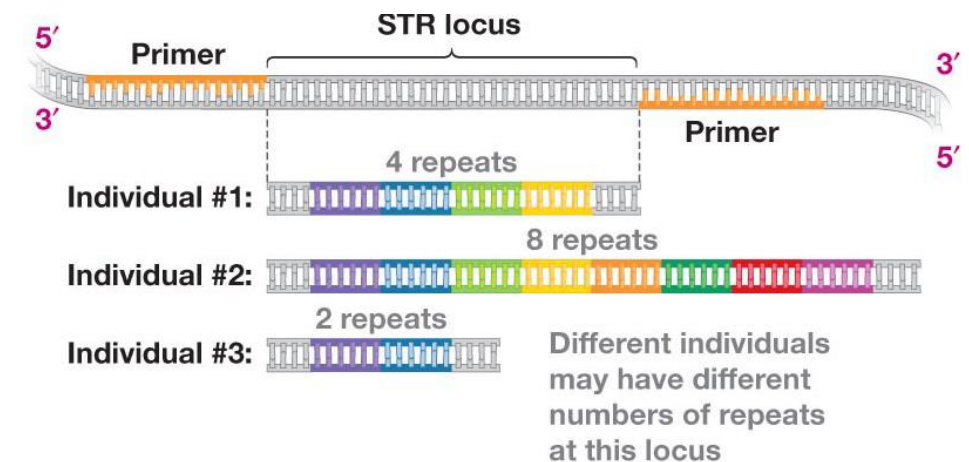 STR locus
5′
Primer
3′
3′
Primer
5′
4 repeats
Individual #1:
8 repeats
Individual #2:
2 repeats
Individual #3:
Different individuals
may have different
numbers of repeats
at this locus